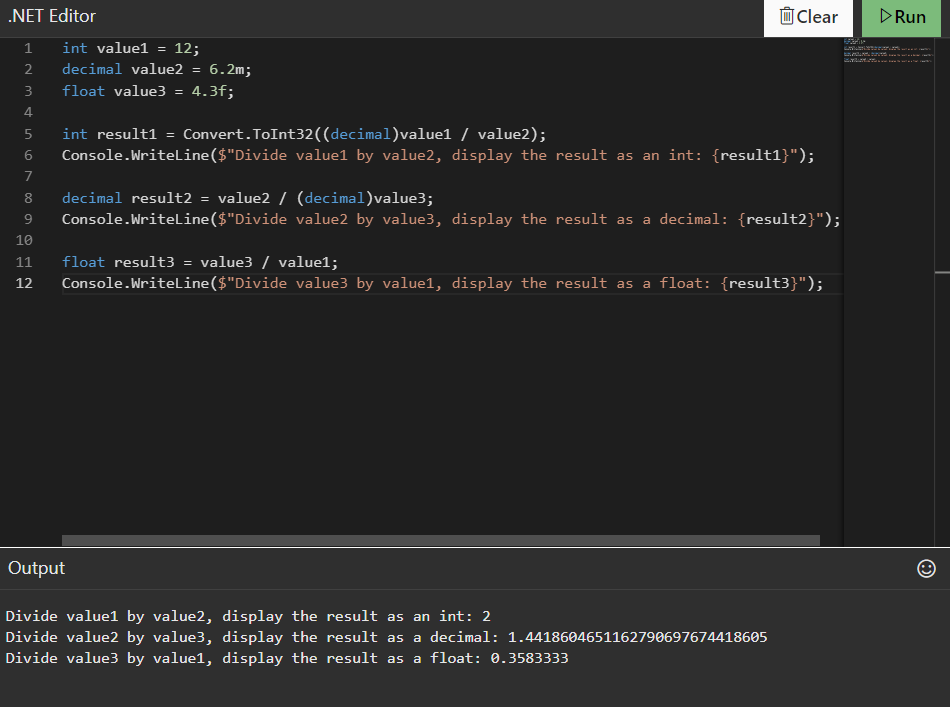 .NET Editor
Clear
Run
1 int value1 = 12;
2 decimal value2 = 6.2m;
3 float value3 = 4.3f;
4
5 int result1 = Convert.ToInt32((decimal)value1 / value2);
6 Console.WriteLine($"Divide value1 by value2, display the result as an int: {result1}");
7
8 decimal result2 = value2 / (decimal)value3;
9 Console.WriteLine($"Divide value2 by value3, display the result as a decimal: {result2}");
10
11 float result3 = value3 / value1;
12 Console.WriteLine($"Divide value3 by value1, display the result as a float: {result3}");
Output
Divide value1 by value2, display the result as an int: 2
Divide value2 by value3, display the result as a decimal: 1.4418604651162790697674418605
Divide value3 by value1, display the result as a float: 0.3583333